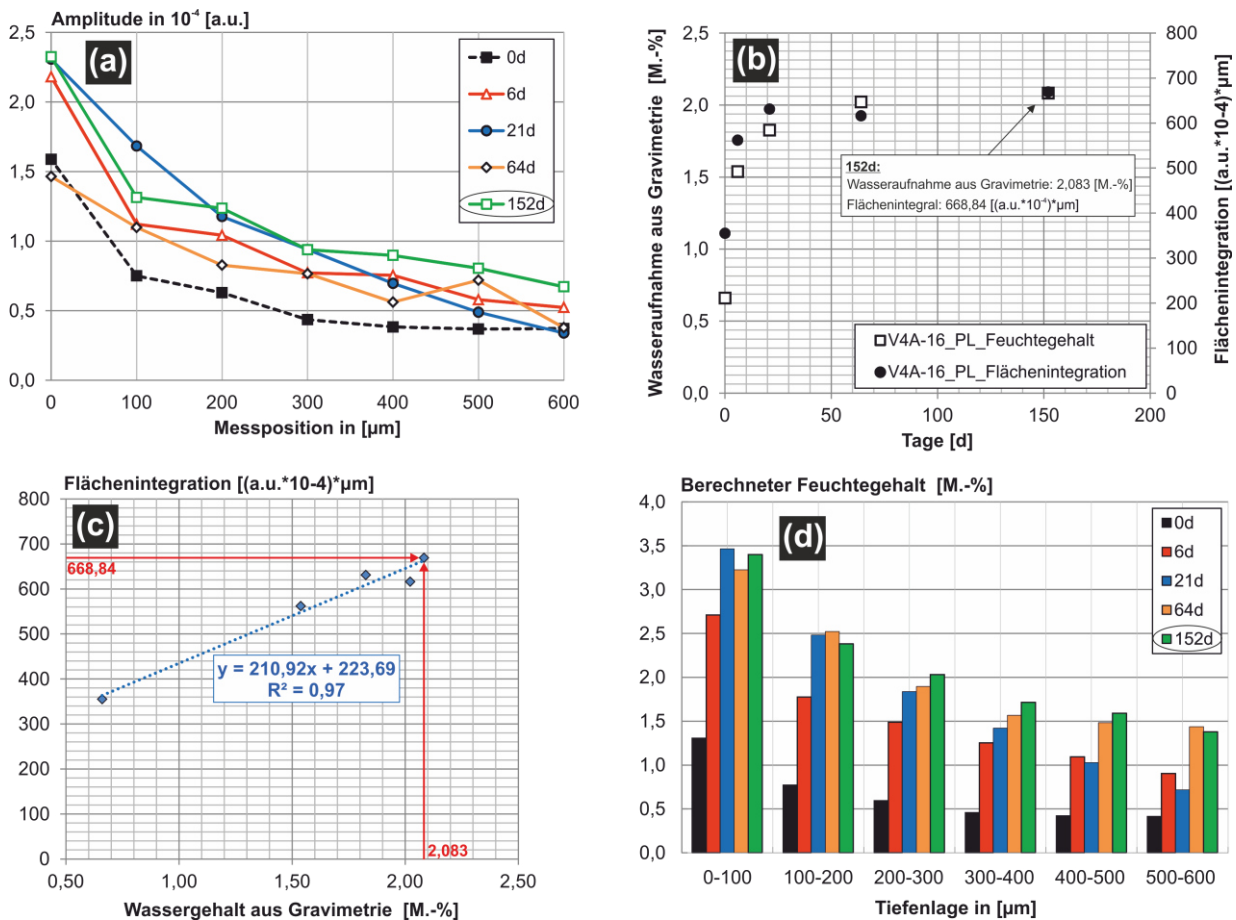 Amplitude in 10⁻⁴ [a.u.]
(a)
2,5
2,0
1,5
1,0
0,5
0,0
0d
6d
21d
64d
152d
0 100 200 300 400 500 600
Messposition in [µm]
(b)
Wasseraufnahme aus Gravimetrie [M.-%]
2,5
2,0
1,5
1,0
0,5
0,0
800
700
600
500
400
300
200
100
0
Flächenintegration [(a.u.*10-4)*µm]
152d:
Wasseraufnahme aus Gravimetrie: 2,083 [M.-%]
Flächenintegral: 668,84 [(a.u.*10⁻⁴)*µm]
V4A-16_PL_Feuchtegehalt
V4A-16_PL_Flächenintegration
0 50 100 150 200
Tage [d]
Flächenintegration [(a.u.*10-4)*µm]
(c)
800
700
600
500
400
300
200
100
0
668,84
y = 210,92x + 223,69
R² = 0,97
2,083
0,50 1,00 1,50 2,00 2,50
Wassergehalt aus Gravimetrie [M.-%]
Berechneter Feuchtegehalt [M.-%]
(d)
4,0
3,5
3,0
2,5
2,0
1,5
1,0
0,5
0,0
0d
6d
21d
64d
152d
0-100 100-200 200-300 300-400 400-500 500-600
Tiefenlage in [µm]